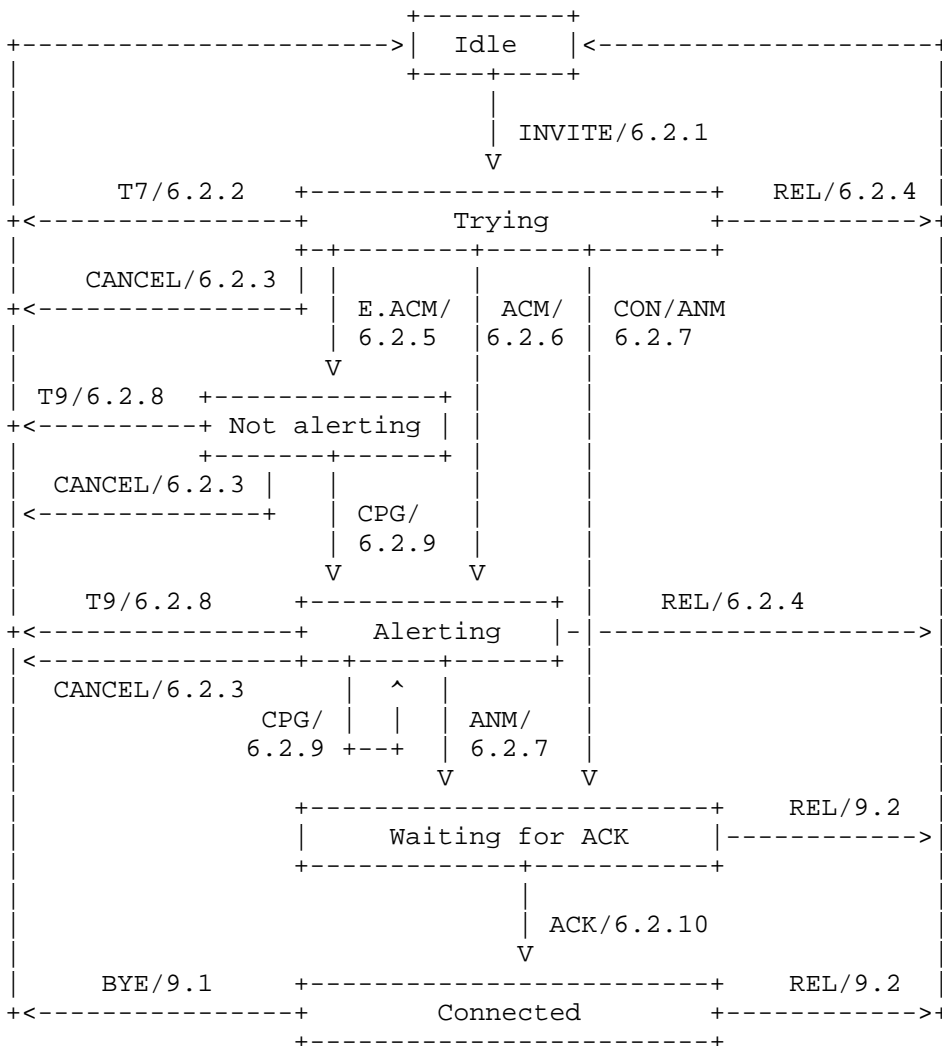 Idle
INVITE/6.2.1
T7/6.2.2 REL/6.2.4
Trying
CANCEL/6.2.3
E.ACM/ ACM/ CON/ANM
6.2.5 6.2.6 6.2.7
T9/6.2.8
Not alerting
CANCEL/6.2.3
CPG/
6.2.9
T9/6.2.8 REL/6.2.4
Alerting
CANCEL/6.2.3
CPG/ ANM/
6.2.9 6.2.7
REL/9.2
Waiting for ACK
ACK/6.2.10
BYE/9.1 REL/9.2
Connected